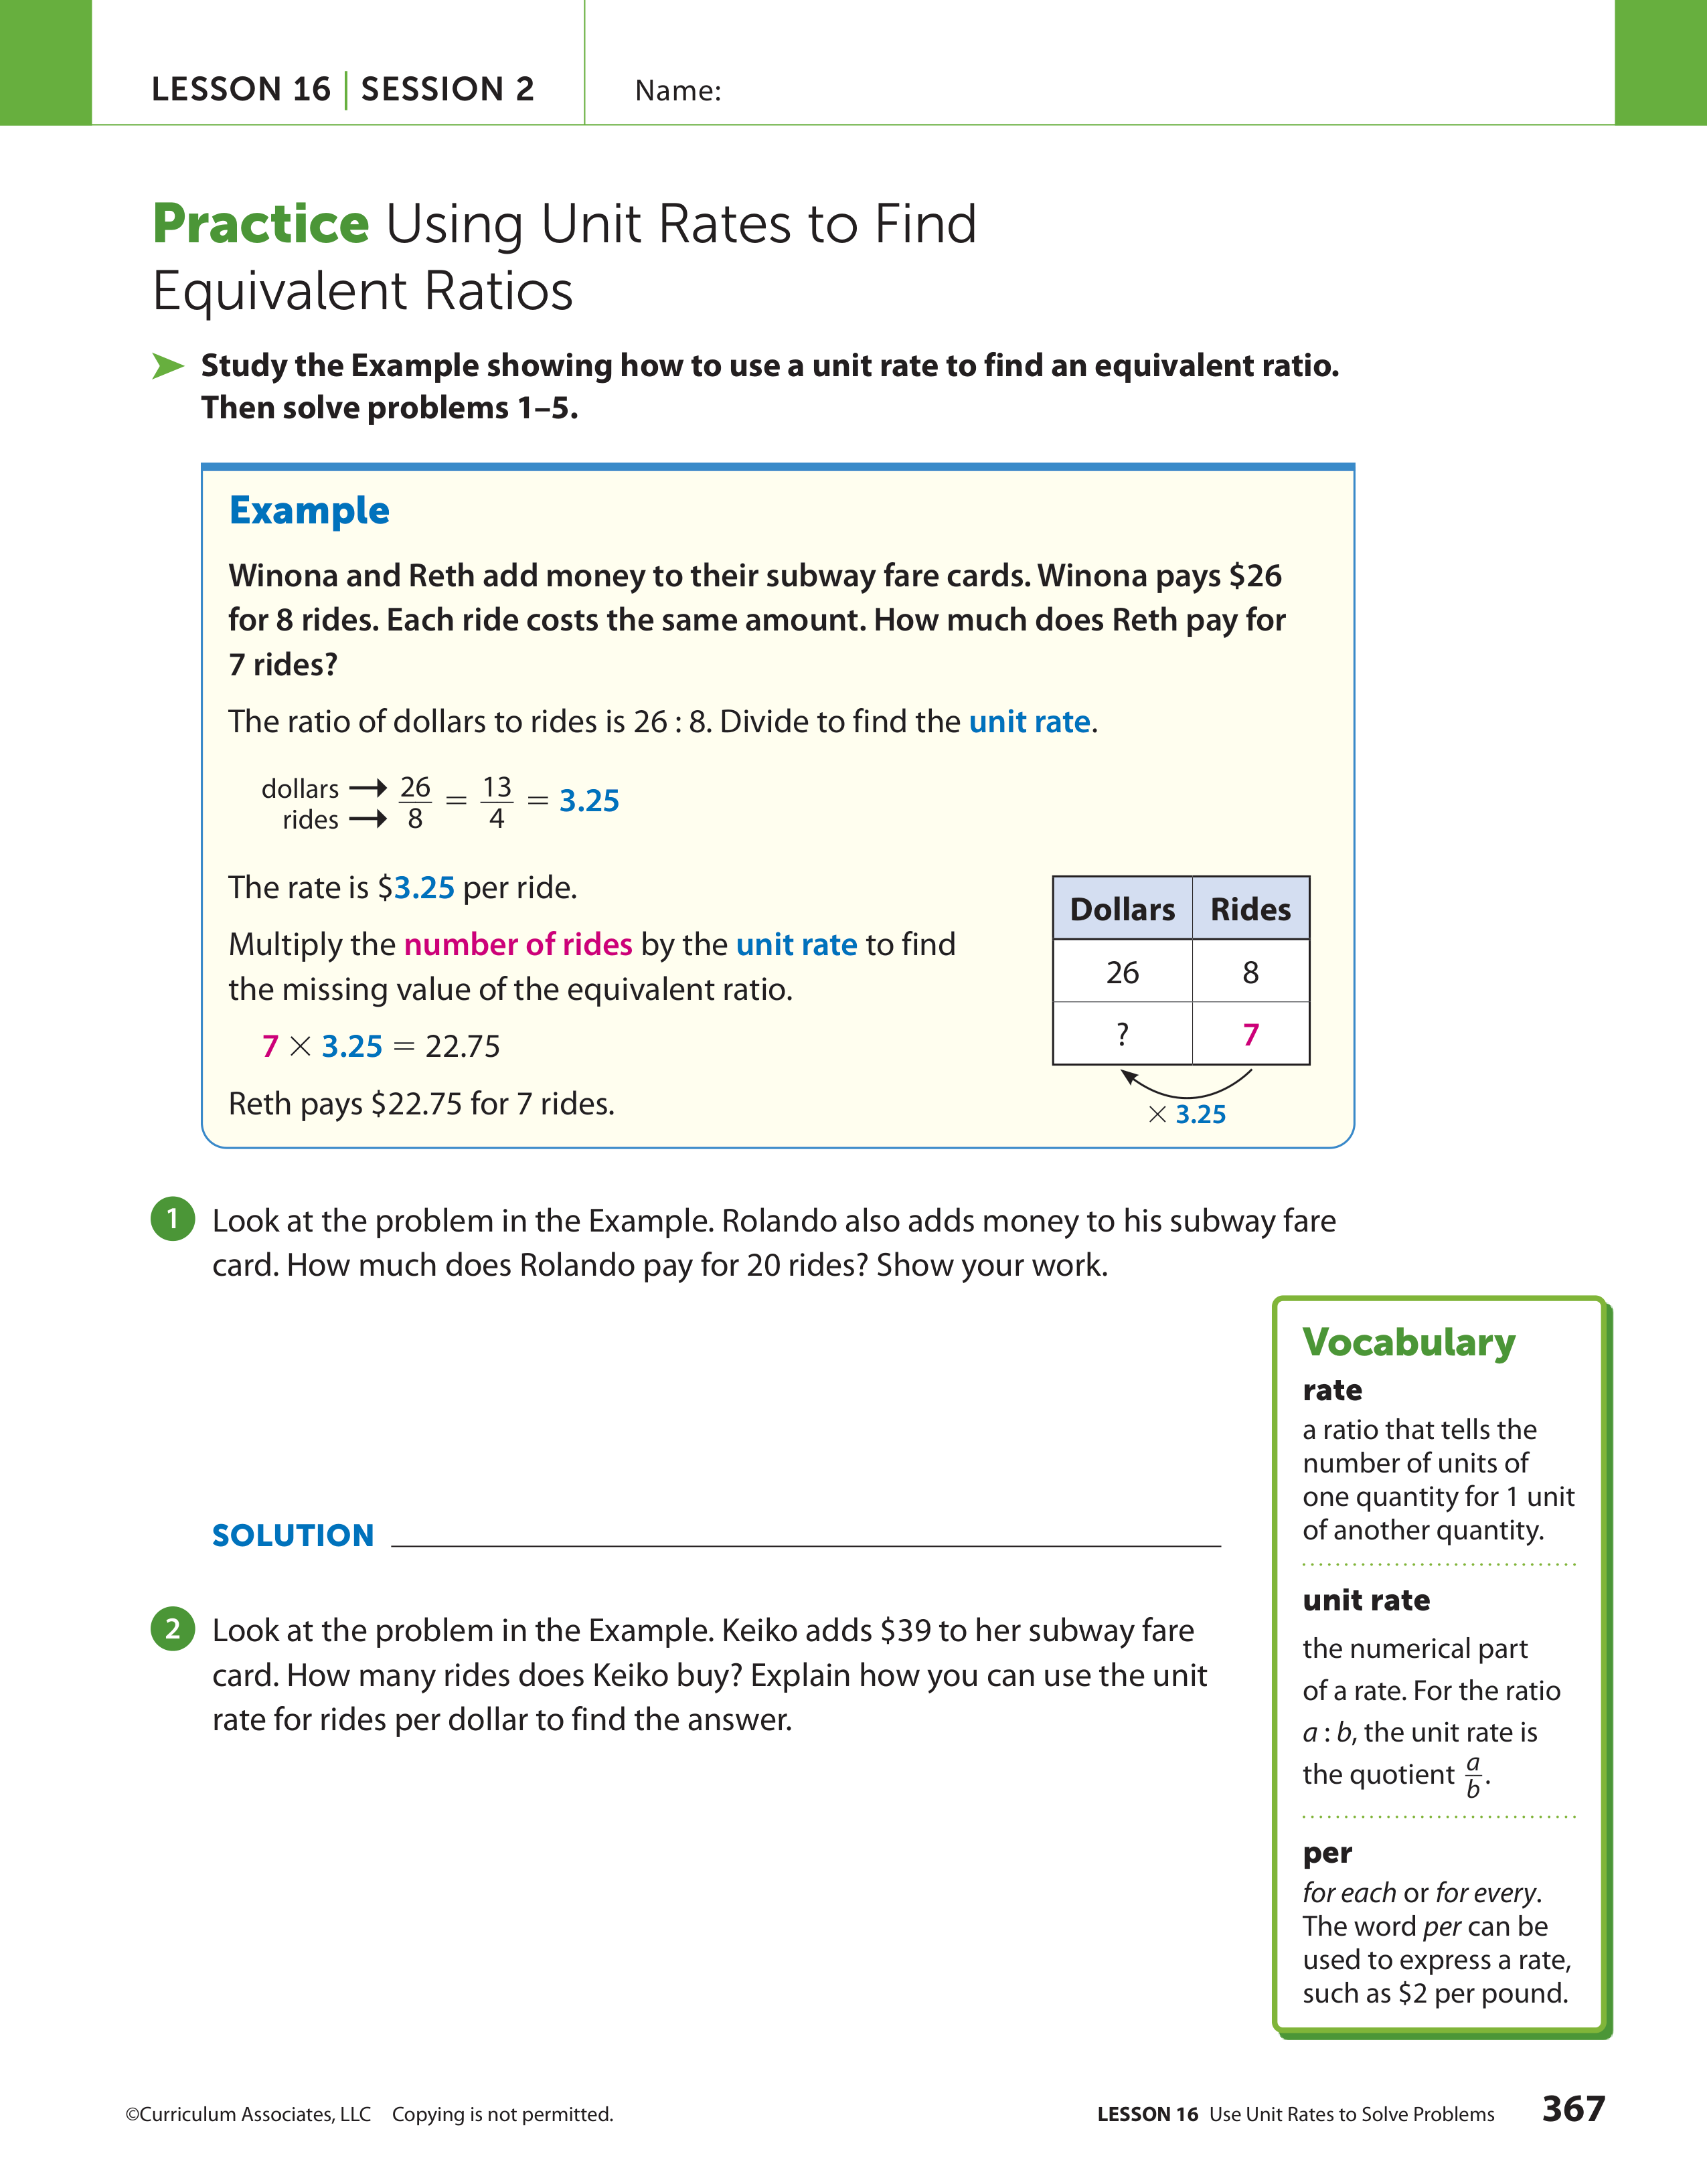 LESSON 16 | SESSION 2
Name:
Practice Using Unit Rates to Find
Equivalent Ratios
➤ Study the Example showing how to use a unit rate to find an equivalent ratio.
Then solve problems 1–5.
Example
Winona and Reth add money to their subway fare cards. Winona pays $26
for 8 rides. Each ride costs the same amount. How much does Reth pay for
7 rides?
The ratio of dollars to rides is 26 : 8. Divide to find the unit rate.
dollars → 26/8 = 13/4 = 3.25
rides →
The rate is $3.25 per ride.
Multiply the number of rides by the unit rate to find
the missing value of the equivalent ratio.
7 × 3.25 = 22.75
Reth pays $22.75 for 7 rides.
Dollars Rides
26 8
? 7
× 3.25
1 Look at the problem in the Example. Rolando also adds money to his subway fare
card. How much does Rolando pay for 20 rides? Show your work.
SOLUTION
2 Look at the problem in the Example. Keiko adds $39 to her subway fare
card. How many rides does Keiko buy? Explain how you can use the unit
rate for rides per dollar to find the answer.
Vocabulary
rate
a ratio that tells the
number of units of
one quantity for 1 unit
of another quantity.
unit rate
the numerical part
of a rate. For the ratio
a : b, the unit rate is
the quotient a/b.
per
for each or for every.
The word per can be
used to express a rate,
such as $2 per pound.
©Curriculum Associates, LLC Copying is not permitted.
LESSON 16 Use Unit Rates to Solve Problems 367